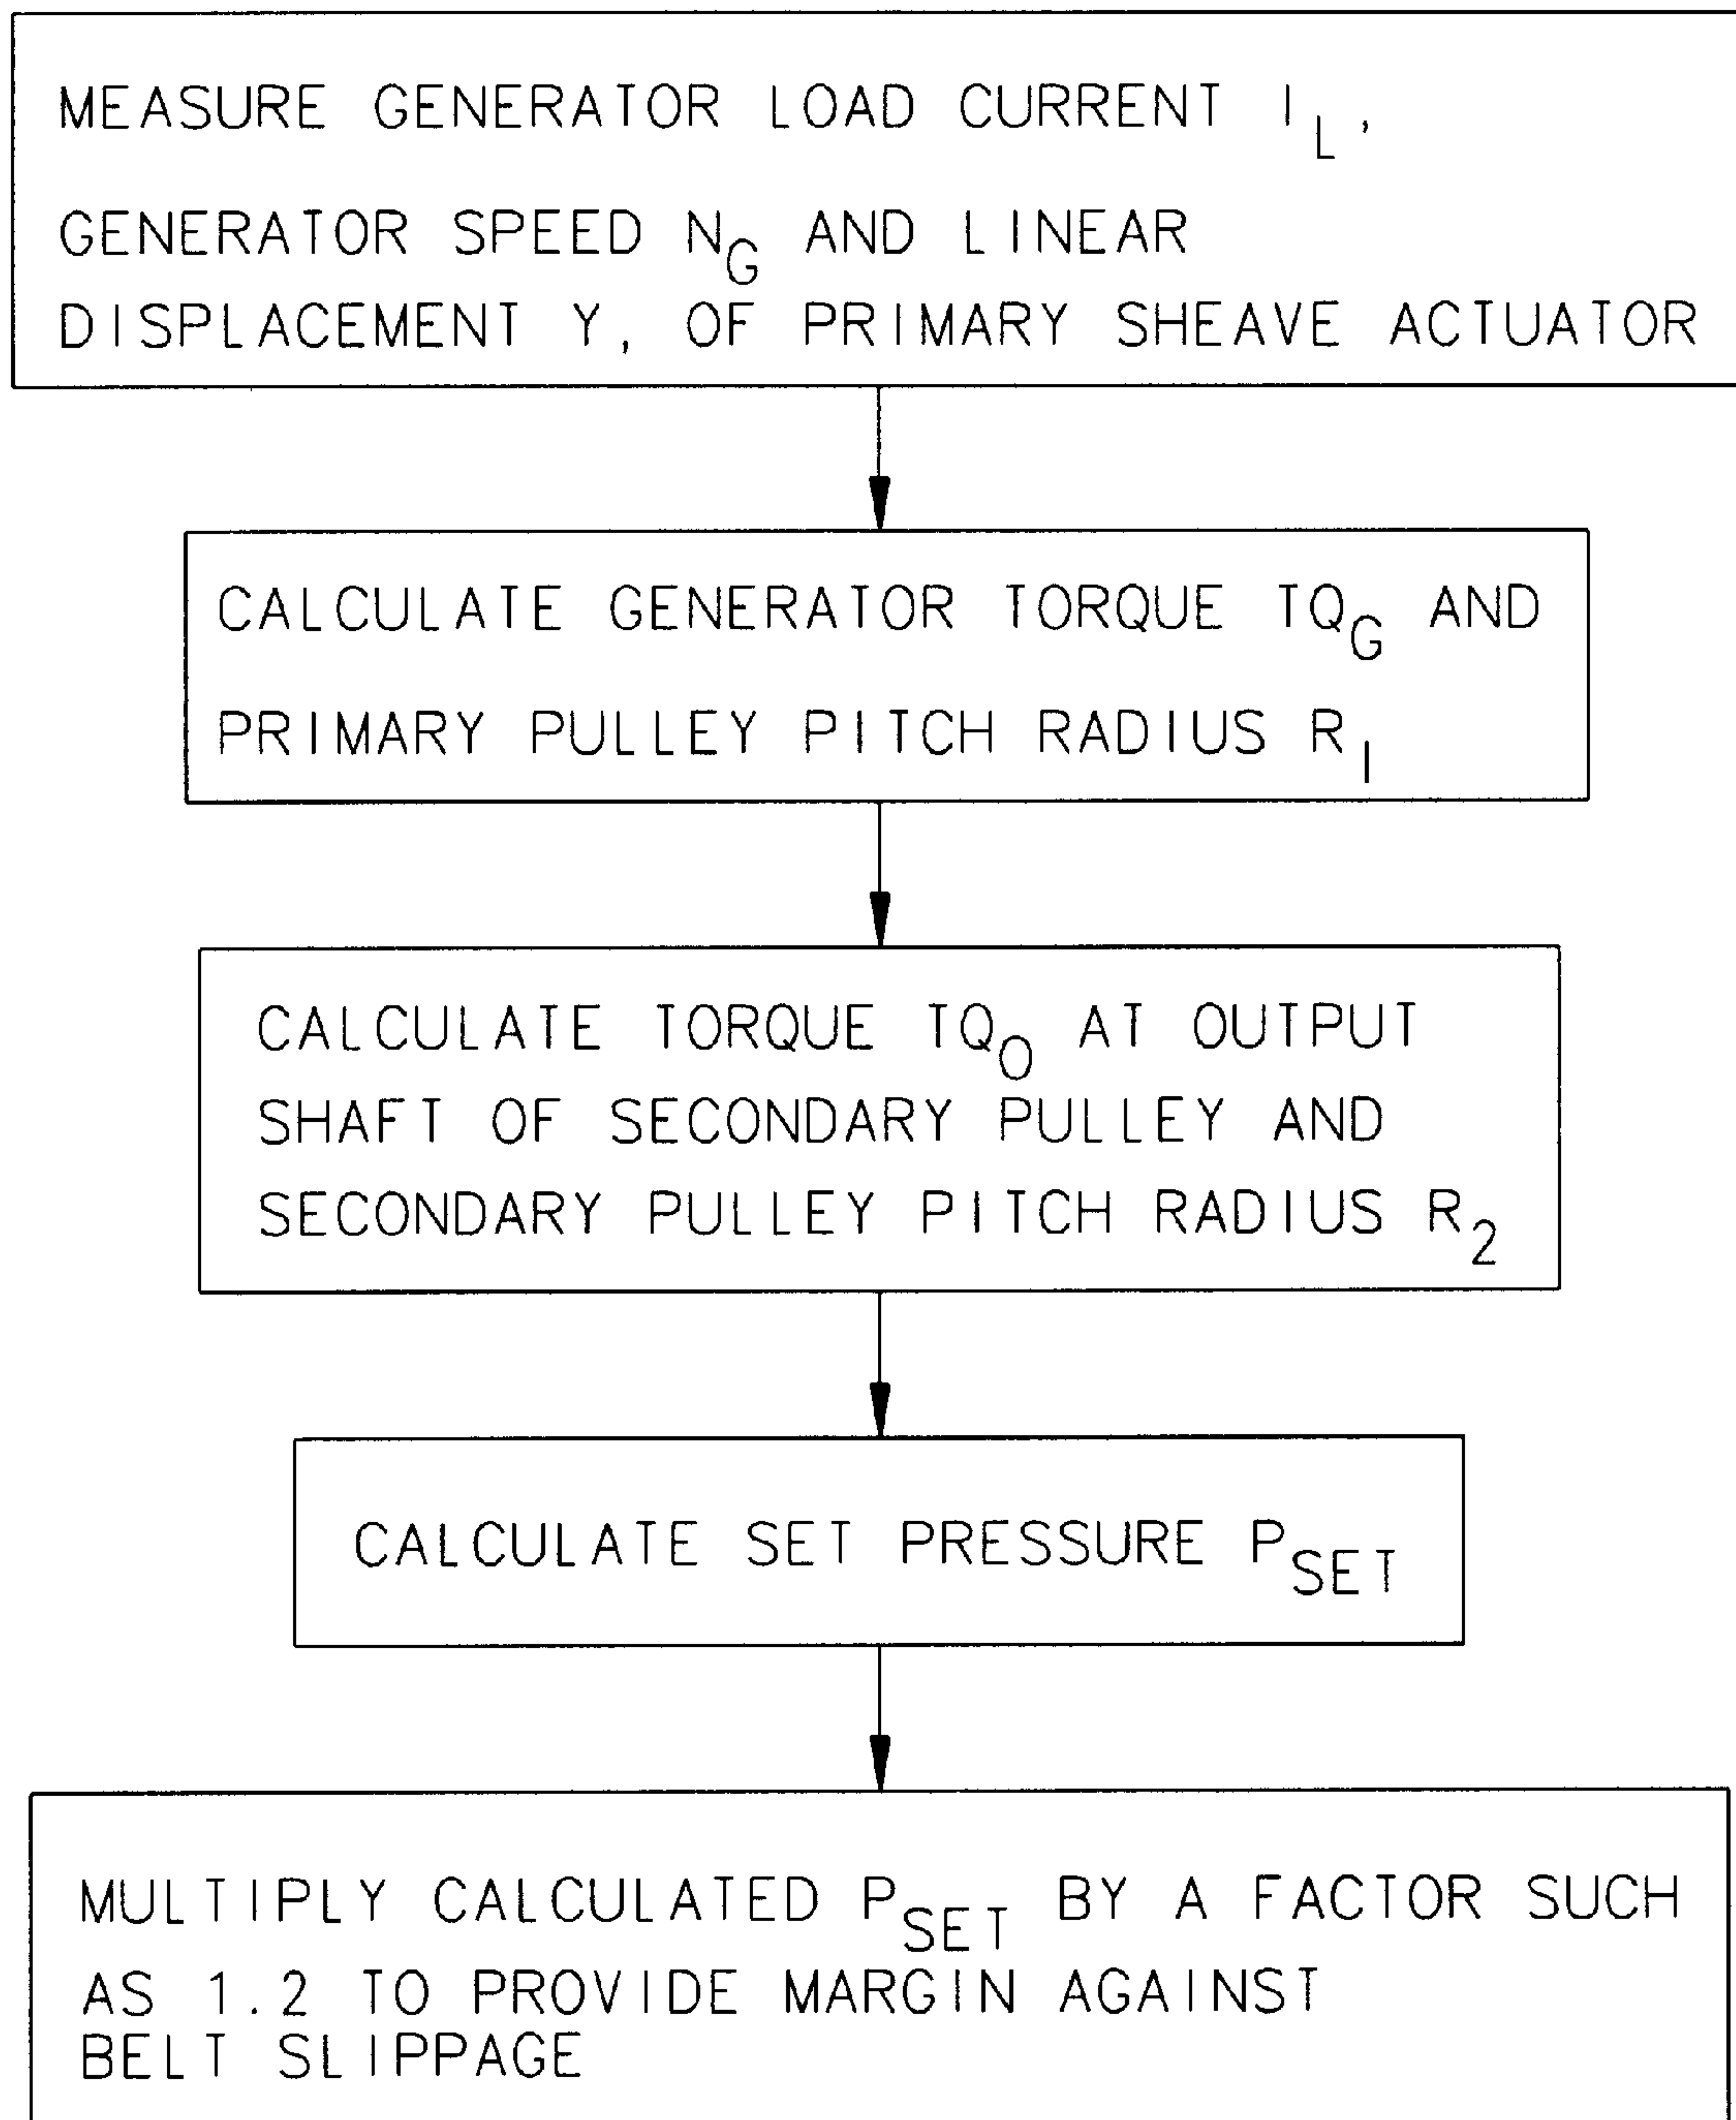 MEASURE GENERATOR LOAD CURRENT I_L,
GENERATOR SPEED N_G AND LINEAR
DISPLACEMENT Y, OF PRIMARY SHEAVE ACTUATOR
CALCULATE GENERATOR TORQUE TQ_G AND
PRIMARY PULLEY PITCH RADIUS R_1
CALCULATE TORQUE TQ_O AT OUTPUT
SHAFT OF SECONDARY PULLEY AND
SECONDARY PULLEY PITCH RADIUS R_2
CALCULATE SET PRESSURE P_SET
MULTIPLY CALCULATED P_SET BY A FACTOR SUCH
AS 1.2 TO PROVIDE MARGIN AGAINST
BELT SLIPPAGE